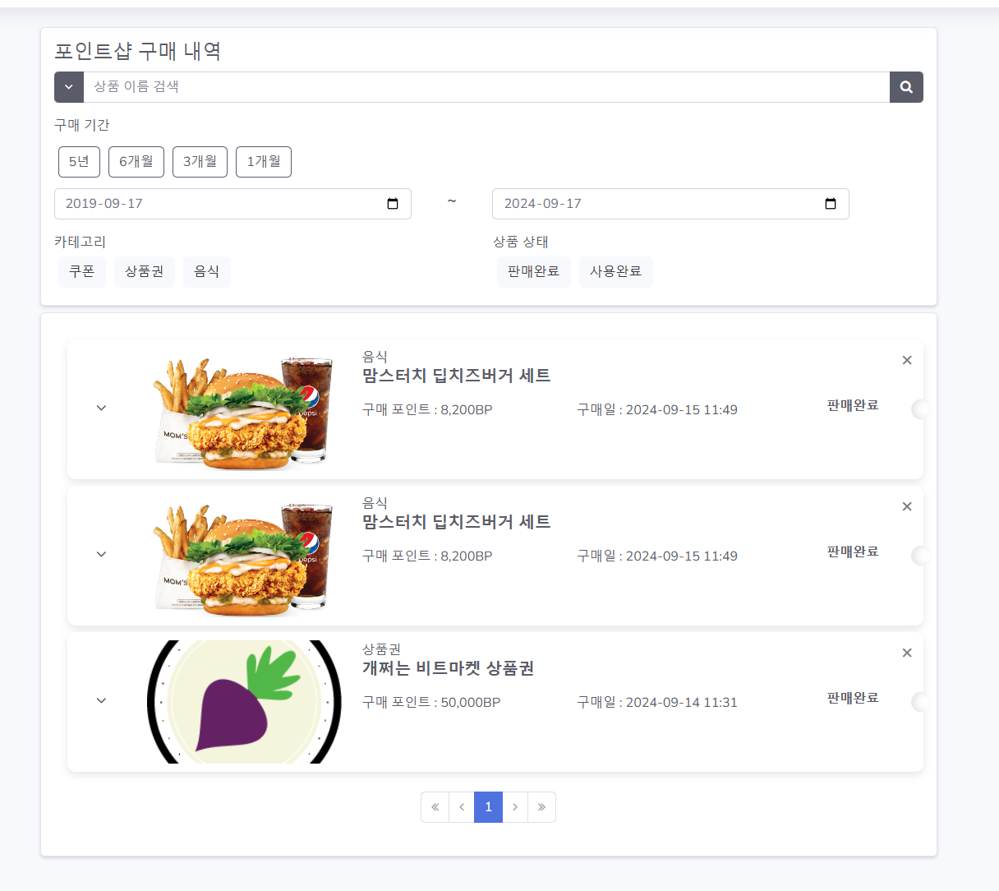 포인트샵 구매 내역
상품 이름 검색
구매 기간
5년 6개월 3개월 1개월
2019-09-17 ~ 2024-09-17
카테고리 상품 상태
쿠폰 상품권 음식 판매완료 사용완료
음식
맘스터치 딥치즈버거 세트
구매 포인트 : 8,200BP 구매일 : 2024-09-15 11:49 판매완료
MOM'S
pepsi
음식
맘스터치 딥치즈버거 세트
구매 포인트 : 8,200BP 구매일 : 2024-09-15 11:49 판매완료
MOM'S
pepsi
상품권
개쩌는 비트마켓 상품권
구매 포인트 : 50,000BP 구매일 : 2024-09-14 11:31 판매완료
« ‹ 1 › »